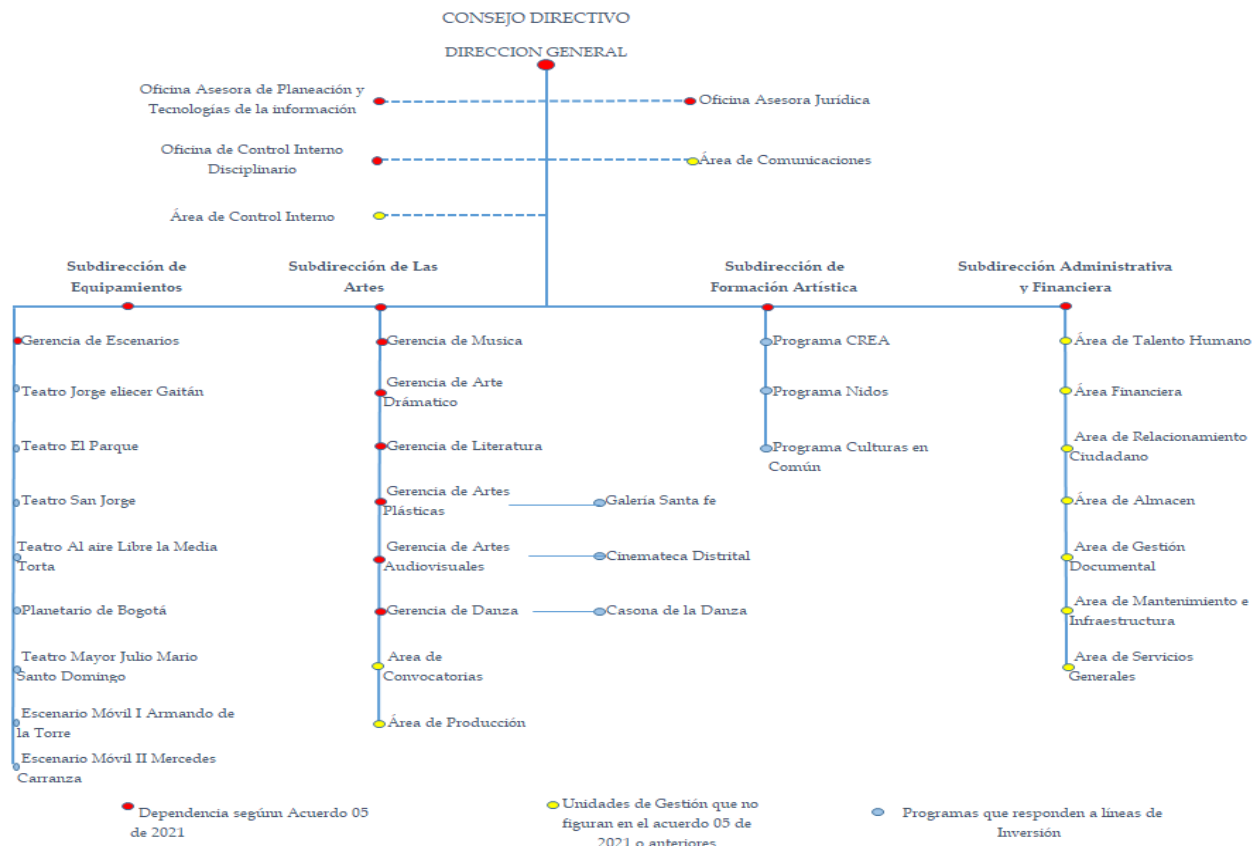 CONSEJO DIRECTIVO
DIRECCION GENERAL
Oficina Asesora de Planeación y
Tecnologías de la información
Oficina Asesora Jurídica
Oficina de Control Interno
Disciplinario
Área de Comunicaciones
Área de Control Interno
Subdirección de
Equipamientos
Gerencia de Escenarios
Teatro Jorge eliecer Gaitán
Teatro El Parque
Teatro San Jorge
Teatro Al aire Libre la Media
Torta
Planetario de Bogotá
Teatro Mayor Julio Mario
Santo Domingo
Escenario Móvil I Armando de
la Torre
Escenario Móvil II Mercedes
Carranza
Subdirección de Las
Artes
Gerencia de Musica
Gerencia de Arte
Drámatico
Gerencia de Literatura
Gerencia de Artes
Plásticas
Galería Santa fe
Gerencia de Artes
Audiovisuales
Cinemateca Distrital
Gerencia de Danza
Casona de la Danza
Area de
Convocatorias
Área de Producción
Subdirección de
Formación Artística
Programa CREA
Programa Nidos
Programa Culturas en
Común
Subdirección Administrativa
y Financiera
Área de Talento Humano
Área Financiera
Area de Relacionamiento
Ciudadano
Área de Almacen
Area de Gestión
Documental
Area de Mantenimiento e
Infraestructura
Area de Servicios
Generales
Dependencia segúnn Acuerdo 05
de 2021
Unidades de Gestión que no
figuran en el acuerdo 05 de
2021 o anteriores
Programas que responden a líneas de
Inversión